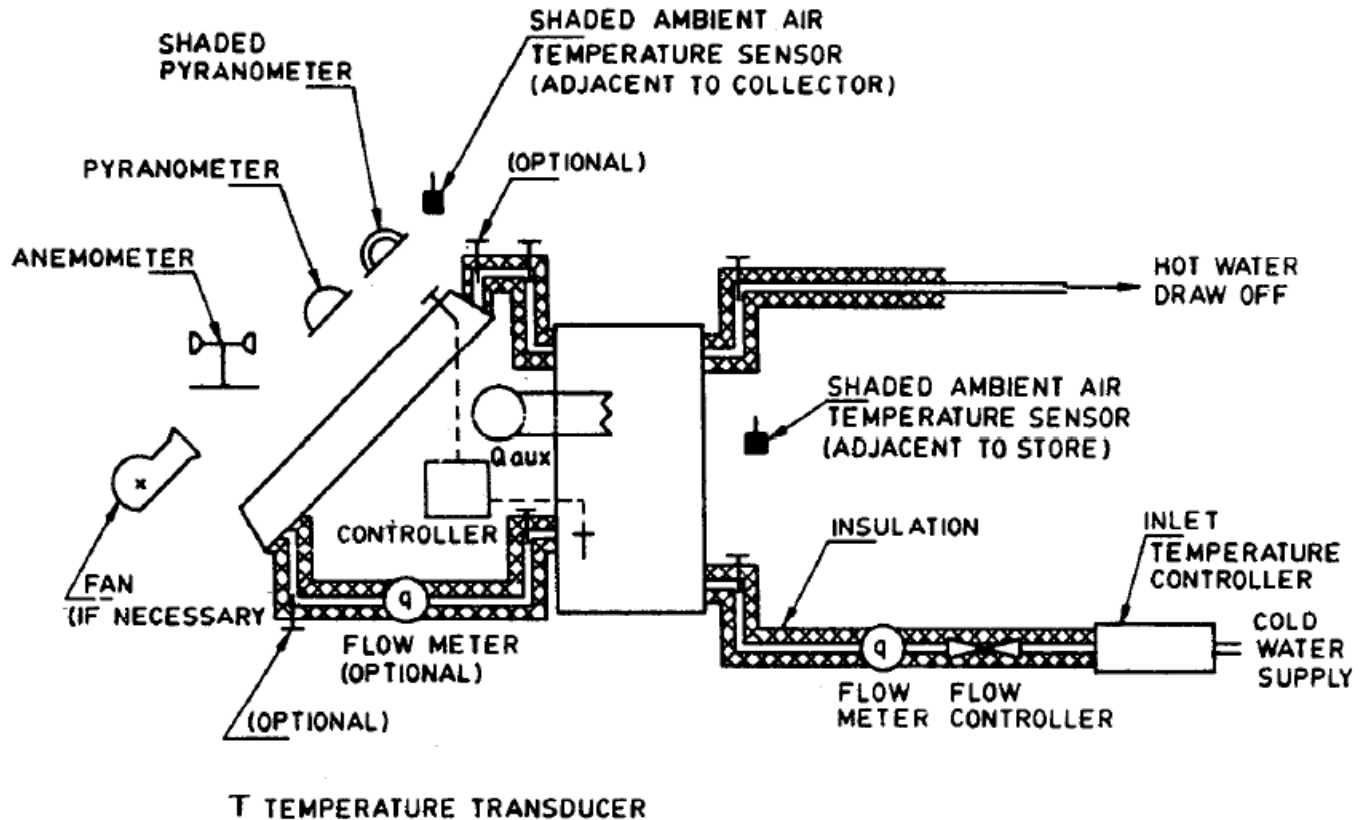 SHADED AMBIENT AIR
TEMPERATURE SENSOR
(ADJACENT TO COLLECTOR)
SHADED
PYRANOMETER
(OPTIONAL)
PYRANOMETER
ANEMOMETER
HOT WATER
DRAW OFF
SHADED AMBIENT AIR
TEMPERATURE SENSOR
(ADJACENT TO STORE)
Q aux
CONTROLLER
INSULATION
INLET
TEMPERATURE
CONTROLLER
FAN
(IF NECESSARY
q
FLOW METER
(OPTIONAL)
COLD
WATER
SUPPLY
q
FLOW
METER
FLOW
CONTROLLER
(OPTIONAL)
T TEMPERATURE TRANSDUCER